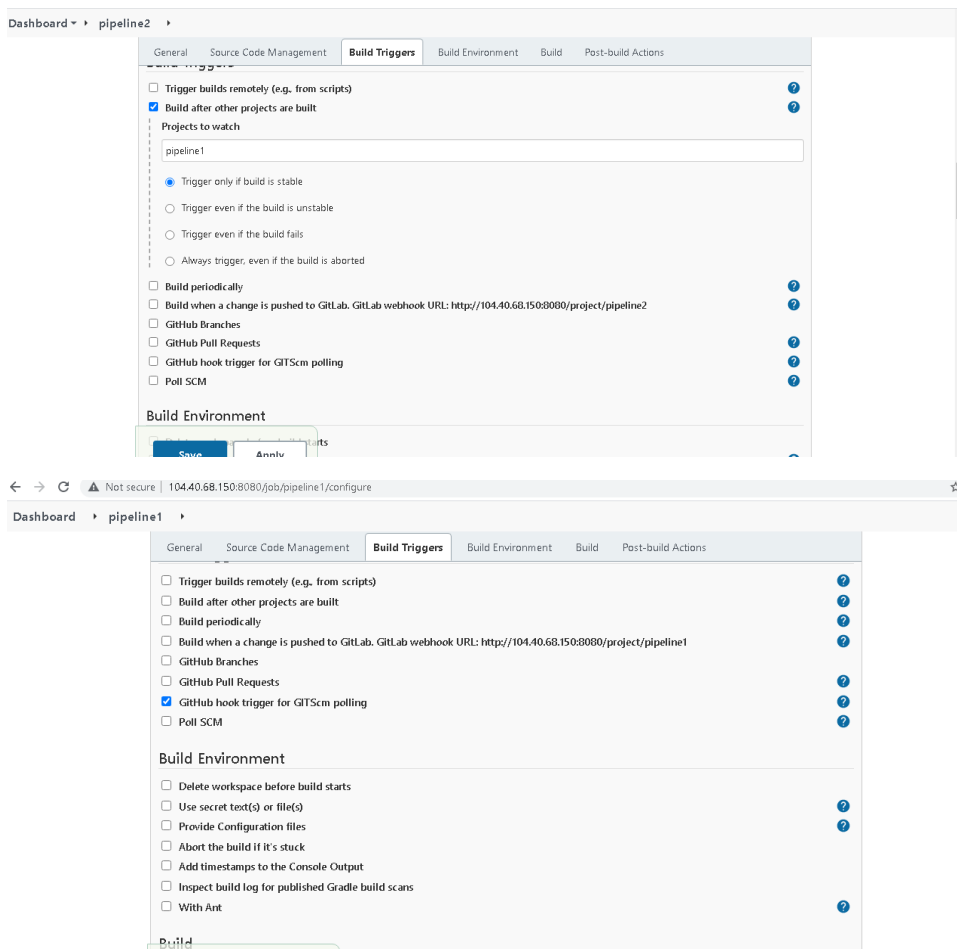 Dashboard pipeline2
General Source Code Management Build Triggers Build Environment Build Post-build Actions
Build Triggers
Trigger builds remotely (e.g., from scripts)
Build after other projects are built
Projects to watch
pipeline1
Trigger only if build is stable
Trigger even if the build is unstable
Trigger even if the build fails
Always trigger, even if the build is aborted
Build periodically
Build when a change is pushed to GitLab. GitLab webhook URL: http://104.40.68.150:8080/project/pipeline2
GitHub Branches
GitHub Pull Requests
GitHub hook trigger for GITScm polling
Poll SCM
Build Environment
Delete workspace before build starts
Save Apply
Not secure 104.40.68.150:8080/job/pipeline1/configure
Dashboard pipeline1
General Source Code Management Build Triggers Build Environment Build Post-build Actions
Trigger builds remotely (e.g., from scripts)
Build after other projects are built
Build periodically
Build when a change is pushed to GitLab. GitLab webhook URL: http://104.40.68.150:8080/project/pipeline1
GitHub Branches
GitHub Pull Requests
GitHub hook trigger for GITScm polling
Poll SCM
Build Environment
Delete workspace before build starts
Use secret text(s) or file(s)
Provide Configuration files
Abort the build if it's stuck
Add timestamps to the Console Output
Inspect build log for published Gradle build scans
With Ant
Build